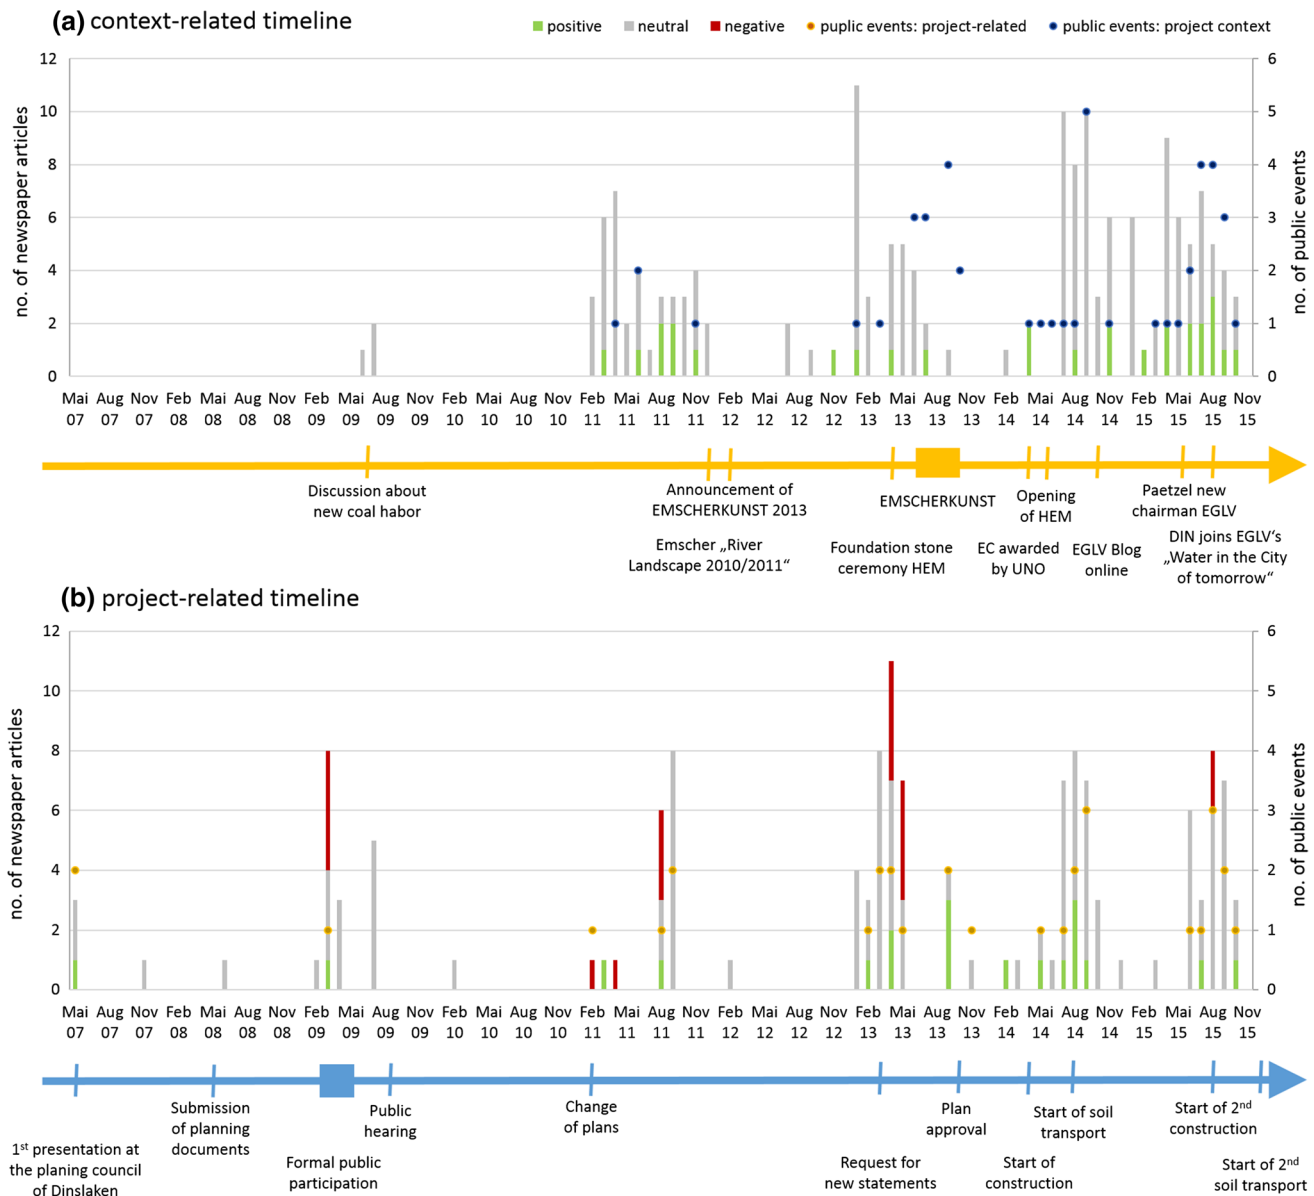 (a) context-related timeline
positive neutral negative puplic events: project-related public events: project context
no. of newspaper articles
12
10
8
6
4
2
0
no. of public events
6
5
4
3
2
1
0
Mai Aug Nov Feb Mai Aug Nov Feb Mai Aug Nov Feb Mai Aug Nov Feb Mai Aug Nov Feb Mai Aug Nov Feb Mai Aug Nov Feb Mai Aug Nov Feb Mai Aug Nov
07 07 07 08 08 08 08 09 09 09 09 10 10 10 10 11 11 11 11 12 12 12 12 13 13 13 13 14 14 14 14 15 15 15 15
Discussion about
new coal habor
Announcement of
EMSCHERKUNST 2013
Emscher „River
Landscape 2010/2011“
EMSCHERKUNST
Foundation stone
ceremony HEM
Opening
of HEM
EC awarded
by UNO
EGLV Blog
online
Paetzel new
chairman EGLV
DIN joins EGLV‘s
„Water in the City
of tomorrow“
(b) project-related timeline
no. of newspaper articles
12
10
8
6
4
2
0
no. of public events
6
5
4
3
2
1
0
Mai Aug Nov Feb Mai Aug Nov Feb Mai Aug Nov Feb Mai Aug Nov Feb Mai Aug Nov Feb Mai Aug Nov Feb Mai Aug Nov Feb Mai Aug Nov Feb Mai Aug Nov
07 07 07 08 08 08 08 09 09 09 09 10 10 10 10 11 11 11 11 12 12 12 12 13 13 13 13 14 14 14 14 15 15 15 15
1st presentation at
the planing council
of Dinslaken
Submission
of planning
documents
Formal public
participation
Public
hearing
Change
of plans
Request for
new statements
Plan
approval
Start of
construction
Start of soil
transport
Start of 2nd
construction
Start of 2nd
soil transport